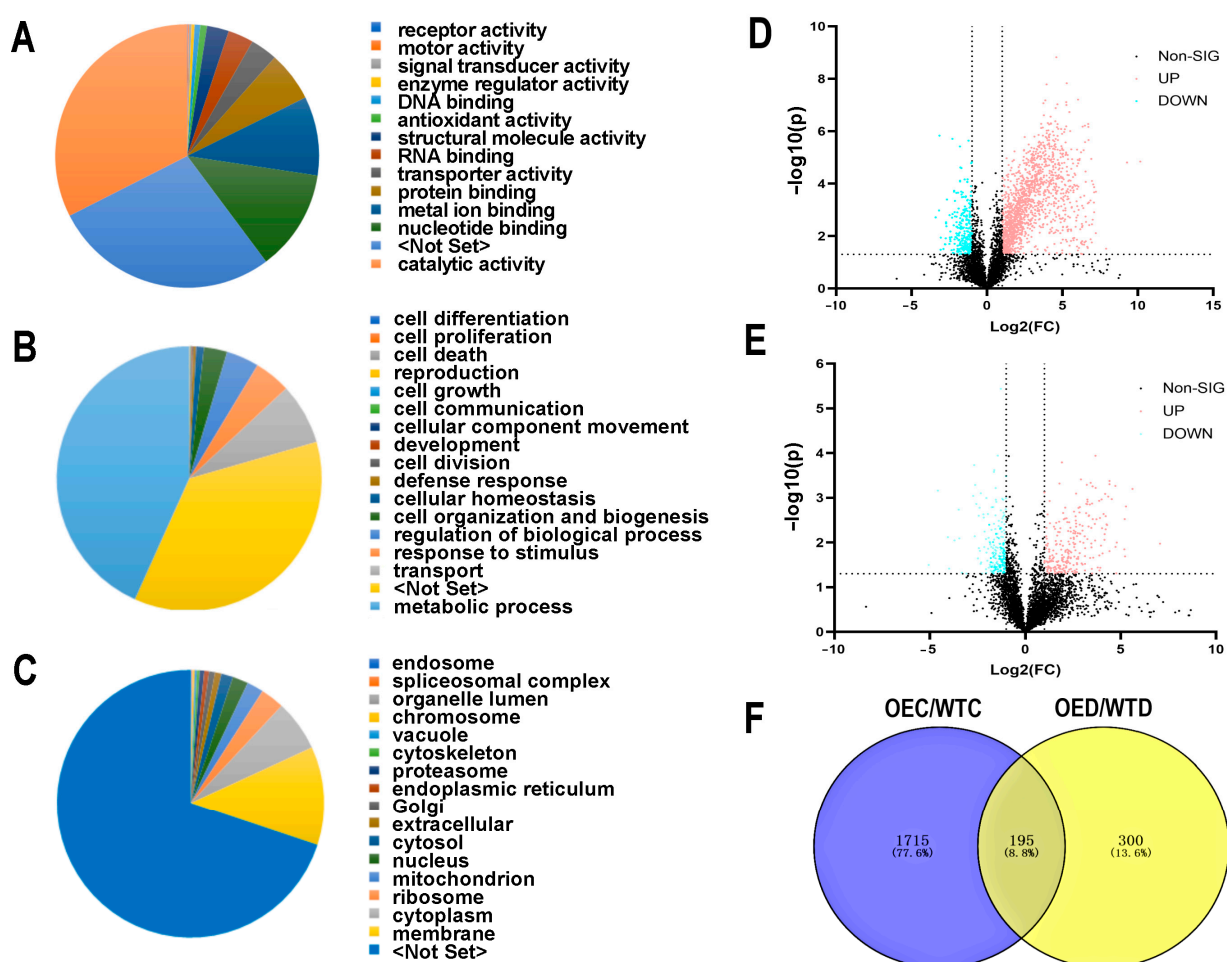 A
receptor activity
motor activity
signal transducer activity
enzyme regulator activity
DNA binding
antioxidant activity
structural molecule activity
RNA binding
transporter activity
protein binding
metal ion binding
nucleotide binding
<Not Set>
catalytic activity
B
cell differentiation
cell proliferation
cell death
reproduction
cell growth
cell communication
cellular component movement
development
cell division
defense response
cellular homeostasis
cell organization and biogenesis
regulation of biological process
response to stimulus
transport
<Not Set>
metabolic process
C
endosome
spliceosomal complex
organelle lumen
chromosome
vacuole
cytoskeleton
proteasome
endoplasmic reticulum
Golgi
extracellular
cytosol
nucleus
mitochondrion
ribosome
cytoplasm
membrane
<Not Set>
D
−log10(p)
10
8
6
4
2
0
−10 −5 0 5 10 15
Log2(FC)
Non-SIG
UP
DOWN
E
−log10(p)
6
5
4
3
2
1
0
−10 −5 0 5 10
Log2(FC)
Non-SIG
UP
DOWN
F
OEC/WTC OED/WTD
1715 195 300
(77.6%) (8.8%) (13.6%)